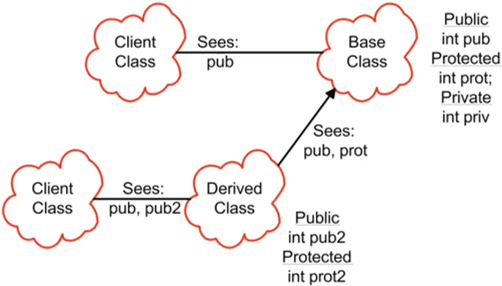 Client
Class
Sees:
pub
Base
Class
Public
int pub
Protected
int prot;
Private
int priv
Sees:
pub, prot
Client
Class
Sees:
pub, pub2
Derived
Class
Public
int pub2
Protected
int prot2